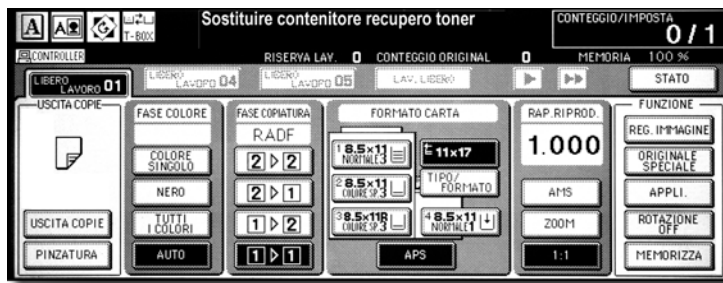 A A Sostituire contenitore recupero toner CONTEGGIO/IMPOSTA
T-BOX 0/1
CONTROLLER RISERVA LAV. 0 CONTEGGIO ORIGINAL 0 MEMORIA 100 %
LIBERO LAVORO 01
LIBERO LAVORO 04
LIBERO LAVORO 05
LAV. LIBERO
STATO
USCITA COPIE
USCITA COPIE
PINZATURA
FASE COLORE
COLORE SINGOLO
NERO
TUTTI I COLORI
AUTO
FASE COPIATURA
RADF
2 ▷ 2
2 ▷ 1
1 ▷ 2
1 ▷ 1
FORMATO CARTA
1 8.5×11 NORMALE 3
2 8.5×11 COLORE SP 3
3 8.5×11R COLORE SP 3
11×17
TIPO/ FORMATO
4 8.5×11 NORMALE 1
APS
RAP.RIPROD.
1.000
AMS
ZOOM
1:1
FUNZIONE
REG. IMMAGINE
ORIGINALE SPECIALE
APPLI.
ROTAZIONE OFF
MEMORIZZA